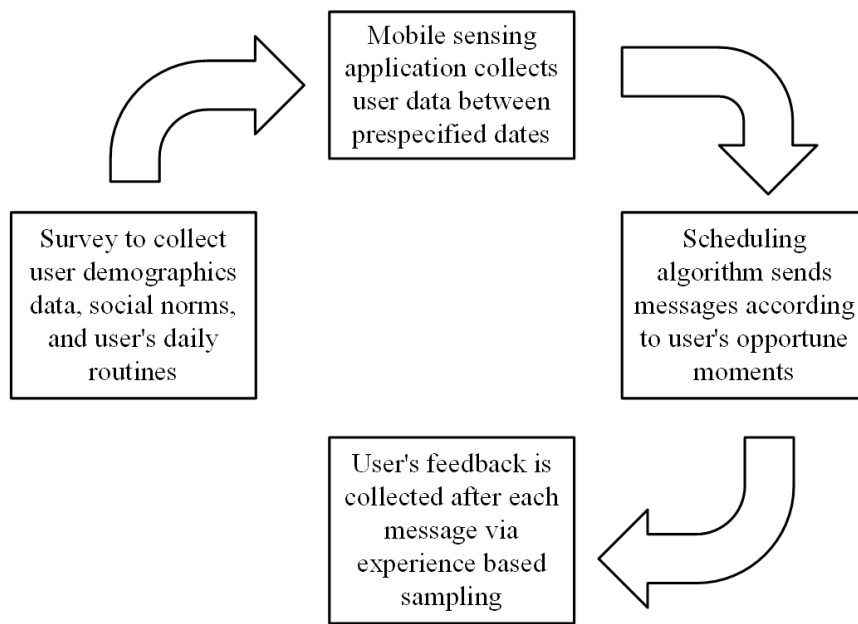 Mobile sensing
application collects
user data between
prespecified dates
Survey to collect
user demographics
data, social norms,
and user's daily
routines
Scheduling
algorithm sends
messages according
to user's opportune
moments
User's feedback is
collected after each
message via
experience based
sampling